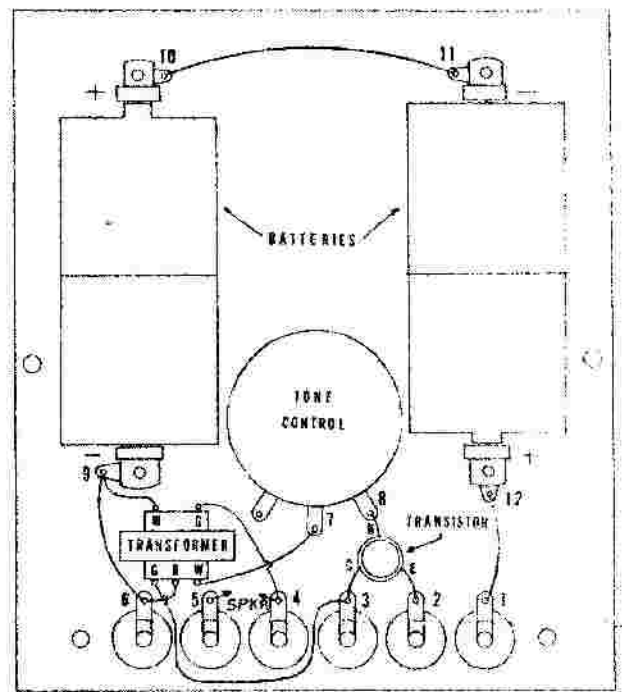 10 11
+ −
BATTERIES
TONE
CONTROL
− +
9 12
8
7
TRANSISTOR
B
C E
TRANSFORMER
G B W
6 5 SPKR 4 3 2 1